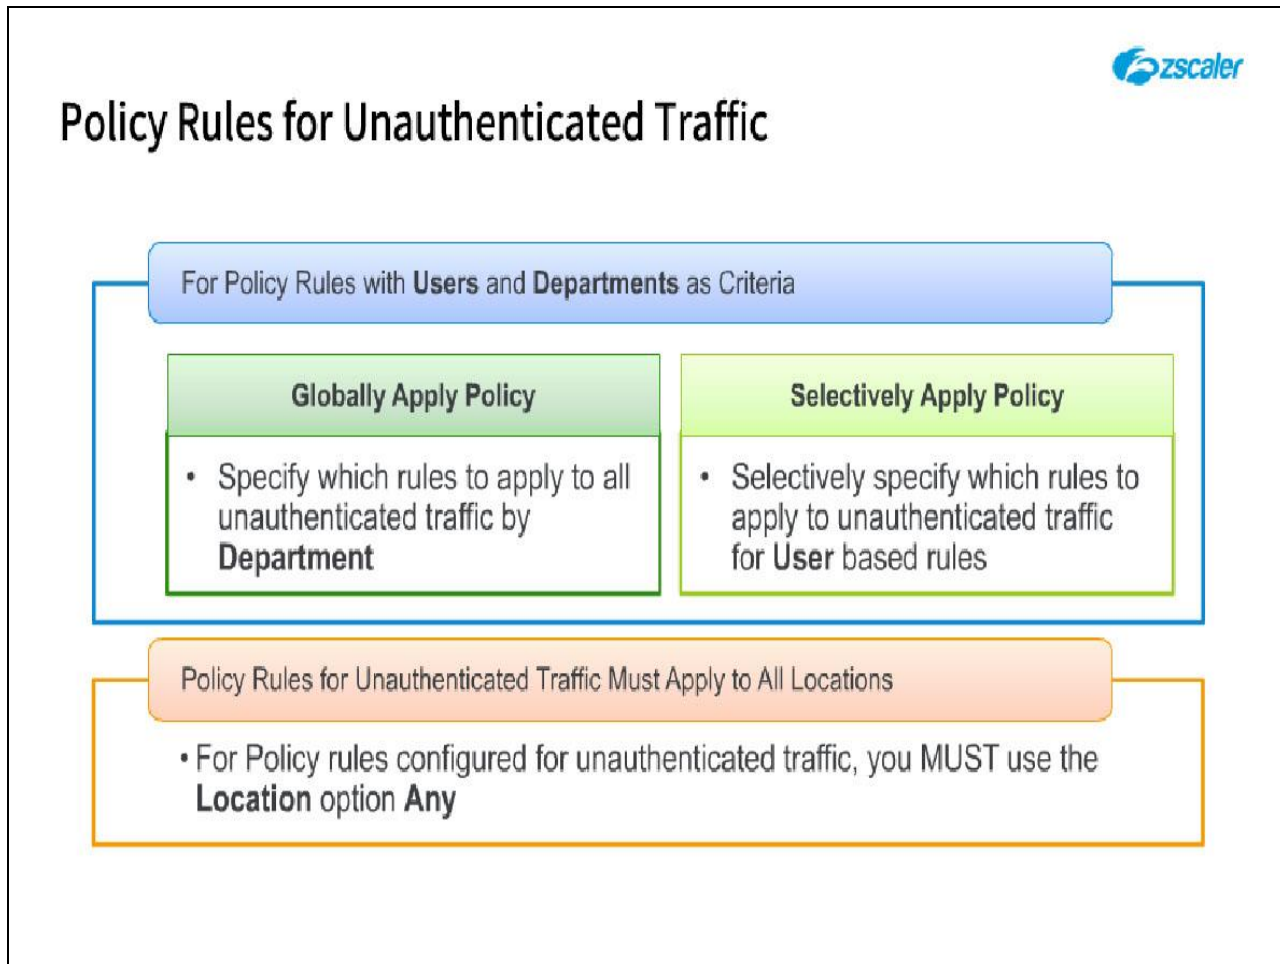 zscaler
Policy Rules for Unauthenticated Traffic
For Policy Rules with Users and Departments as Criteria
Globally Apply Policy
• Specify which rules to apply to all
unauthenticated traffic by
Department
Selectively Apply Policy
• Selectively specify which rules to
apply to unauthenticated traffic
for User based rules
Policy Rules for Unauthenticated Traffic Must Apply to All Locations
• For Policy rules configured for unauthenticated traffic, you MUST use the
Location option Any